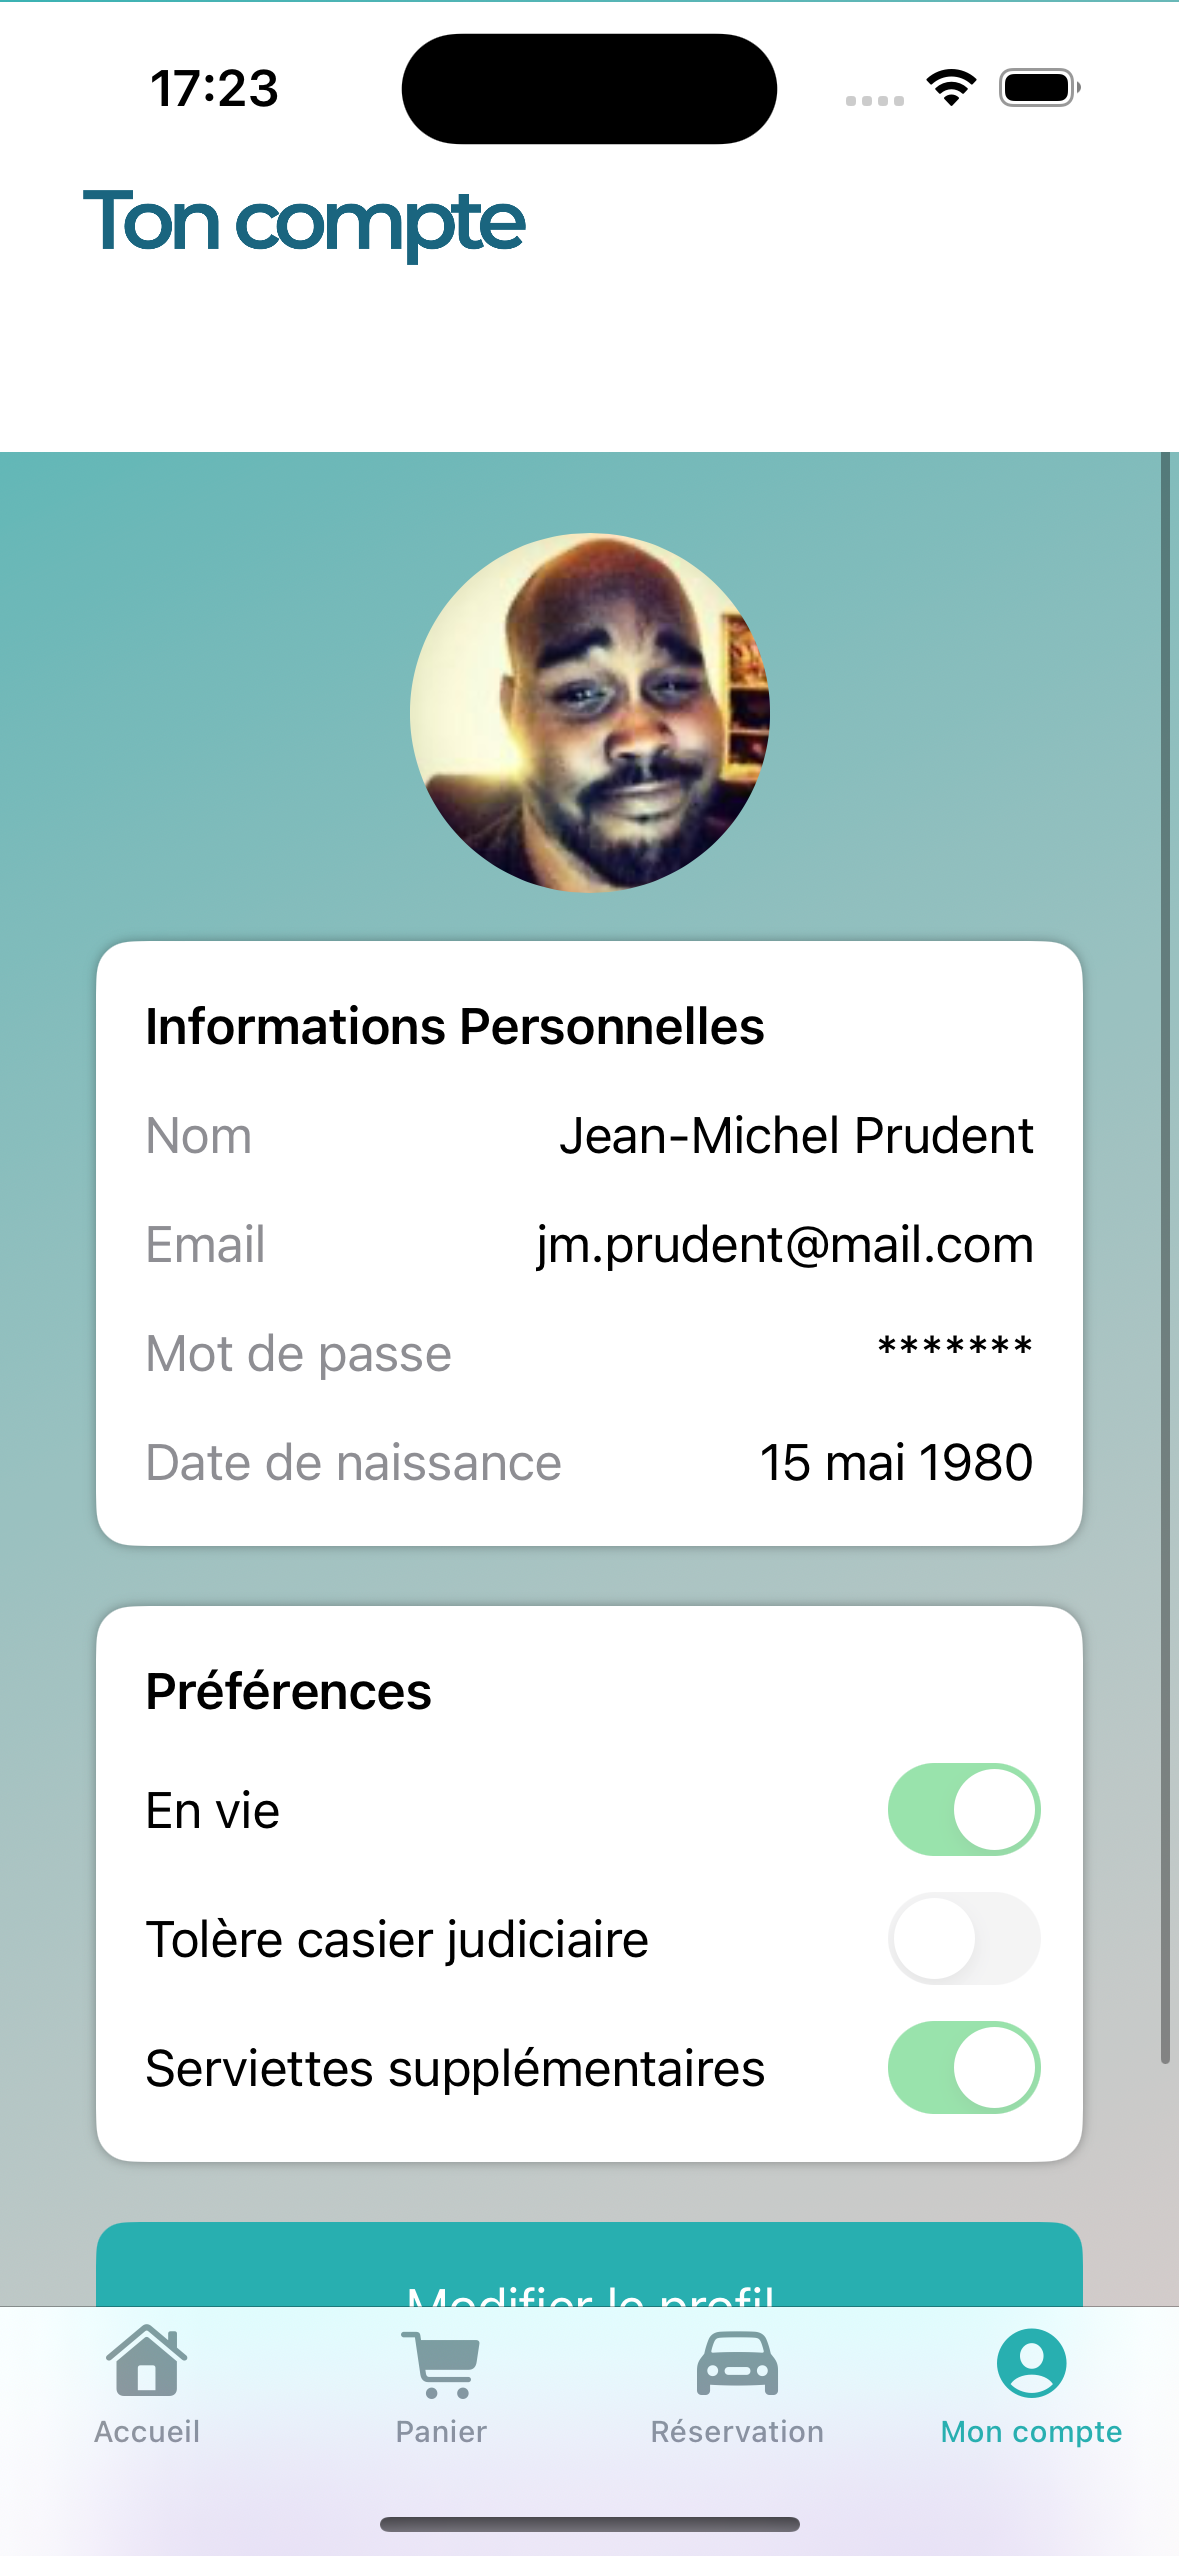 17:23
Ton compte
Informations Personnelles
Nom Jean-Michel Prudent
Email jm.prudent@mail.com
Mot de passe *******
Date de naissance 15 mai 1980
Préférences
En vie
Tolère casier judiciaire
Serviettes supplémentaires
Modifier le profil
Accueil Panier Réservation Mon compte